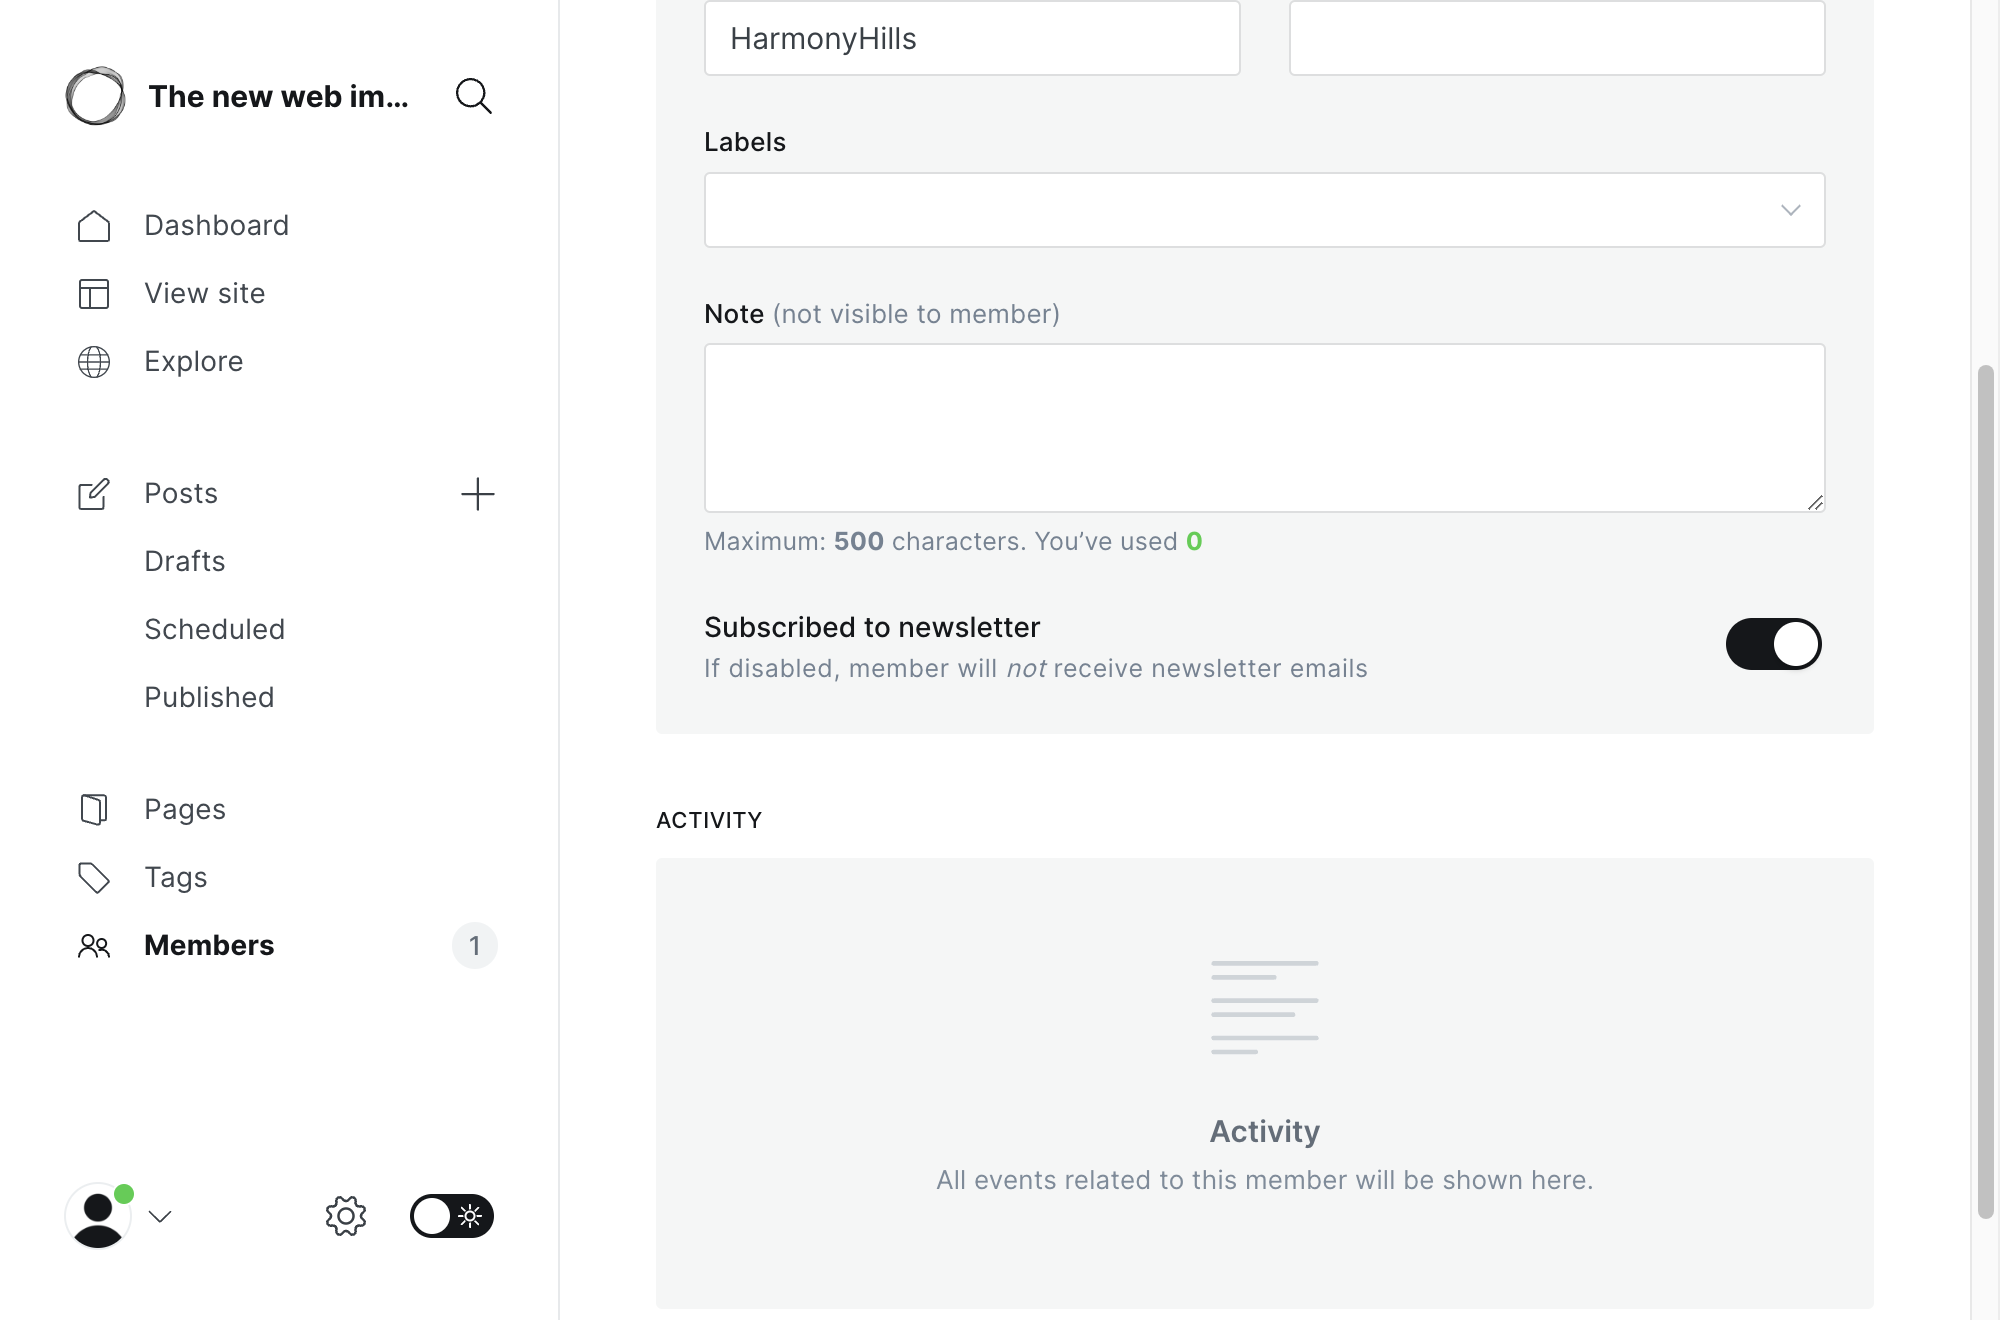 The new web im...
Dashboard
View site
Explore
Posts
Drafts
Scheduled
Published
Pages
Tags
Members
1
HarmonyHills
Labels
Note (not visible to member)
Maximum: 500 characters. You’ve used 0
Subscribed to newsletter
If disabled, member will not receive newsletter emails
ACTIVITY
Activity
All events related to this member will be shown here.